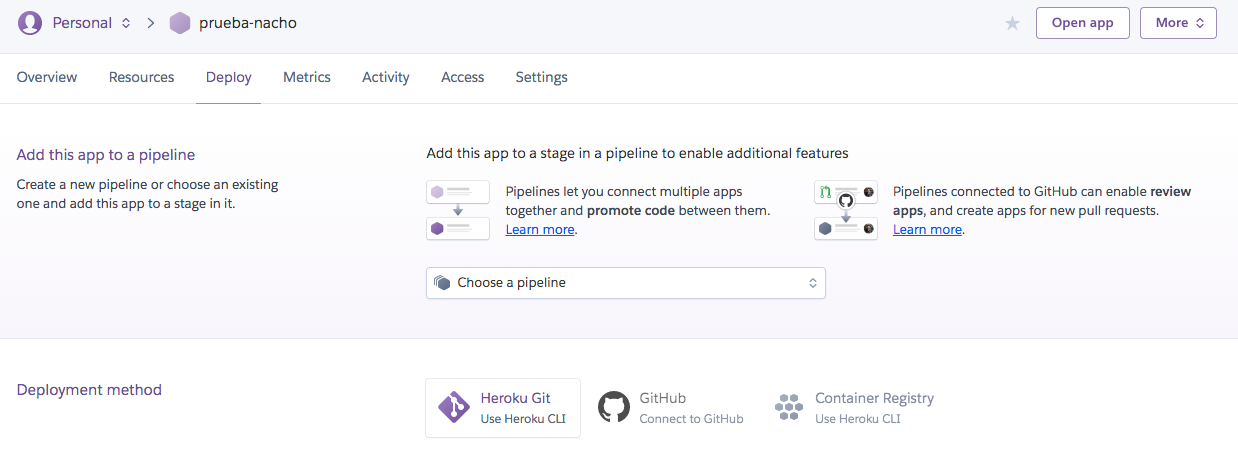 Personal prueba-nacho Open app More
Overview Resources Deploy Metrics Activity Access Settings
Add this app to a pipeline
Create a new pipeline or choose an existing
one and add this app to a stage in it.
Add this app to a stage in a pipeline to enable additional features
Pipelines let you connect multiple apps
together and promote code between them.
Learn more.
Pipelines connected to GitHub can enable review
apps, and create apps for new pull requests.
Learn more.
Choose a pipeline
Deployment method
Heroku Git
Use Heroku CLI
GitHub
Connect to GitHub
Container Registry
Use Heroku CLI